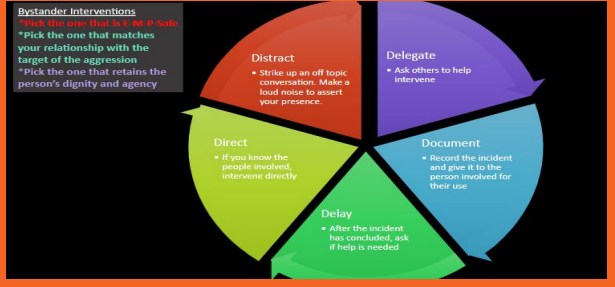 Bystander Interventions
*Pick the one that is E-M-P-Safe
*Pick the one that matches
your relationship with the
target of the aggression
*Pick the one that retains the
person's dignity and agency
Distract
• Strike up an off topic
conversation. Make a
loud noise to assert
your presence.
Delegate
• Ask others to help
intervene
Direct
• If you know the
people involved,
intervene directly
Document
• Record the incident
and give it to the
person involved for
their use
Delay
• After the incident
has concluded, ask
if help is needed